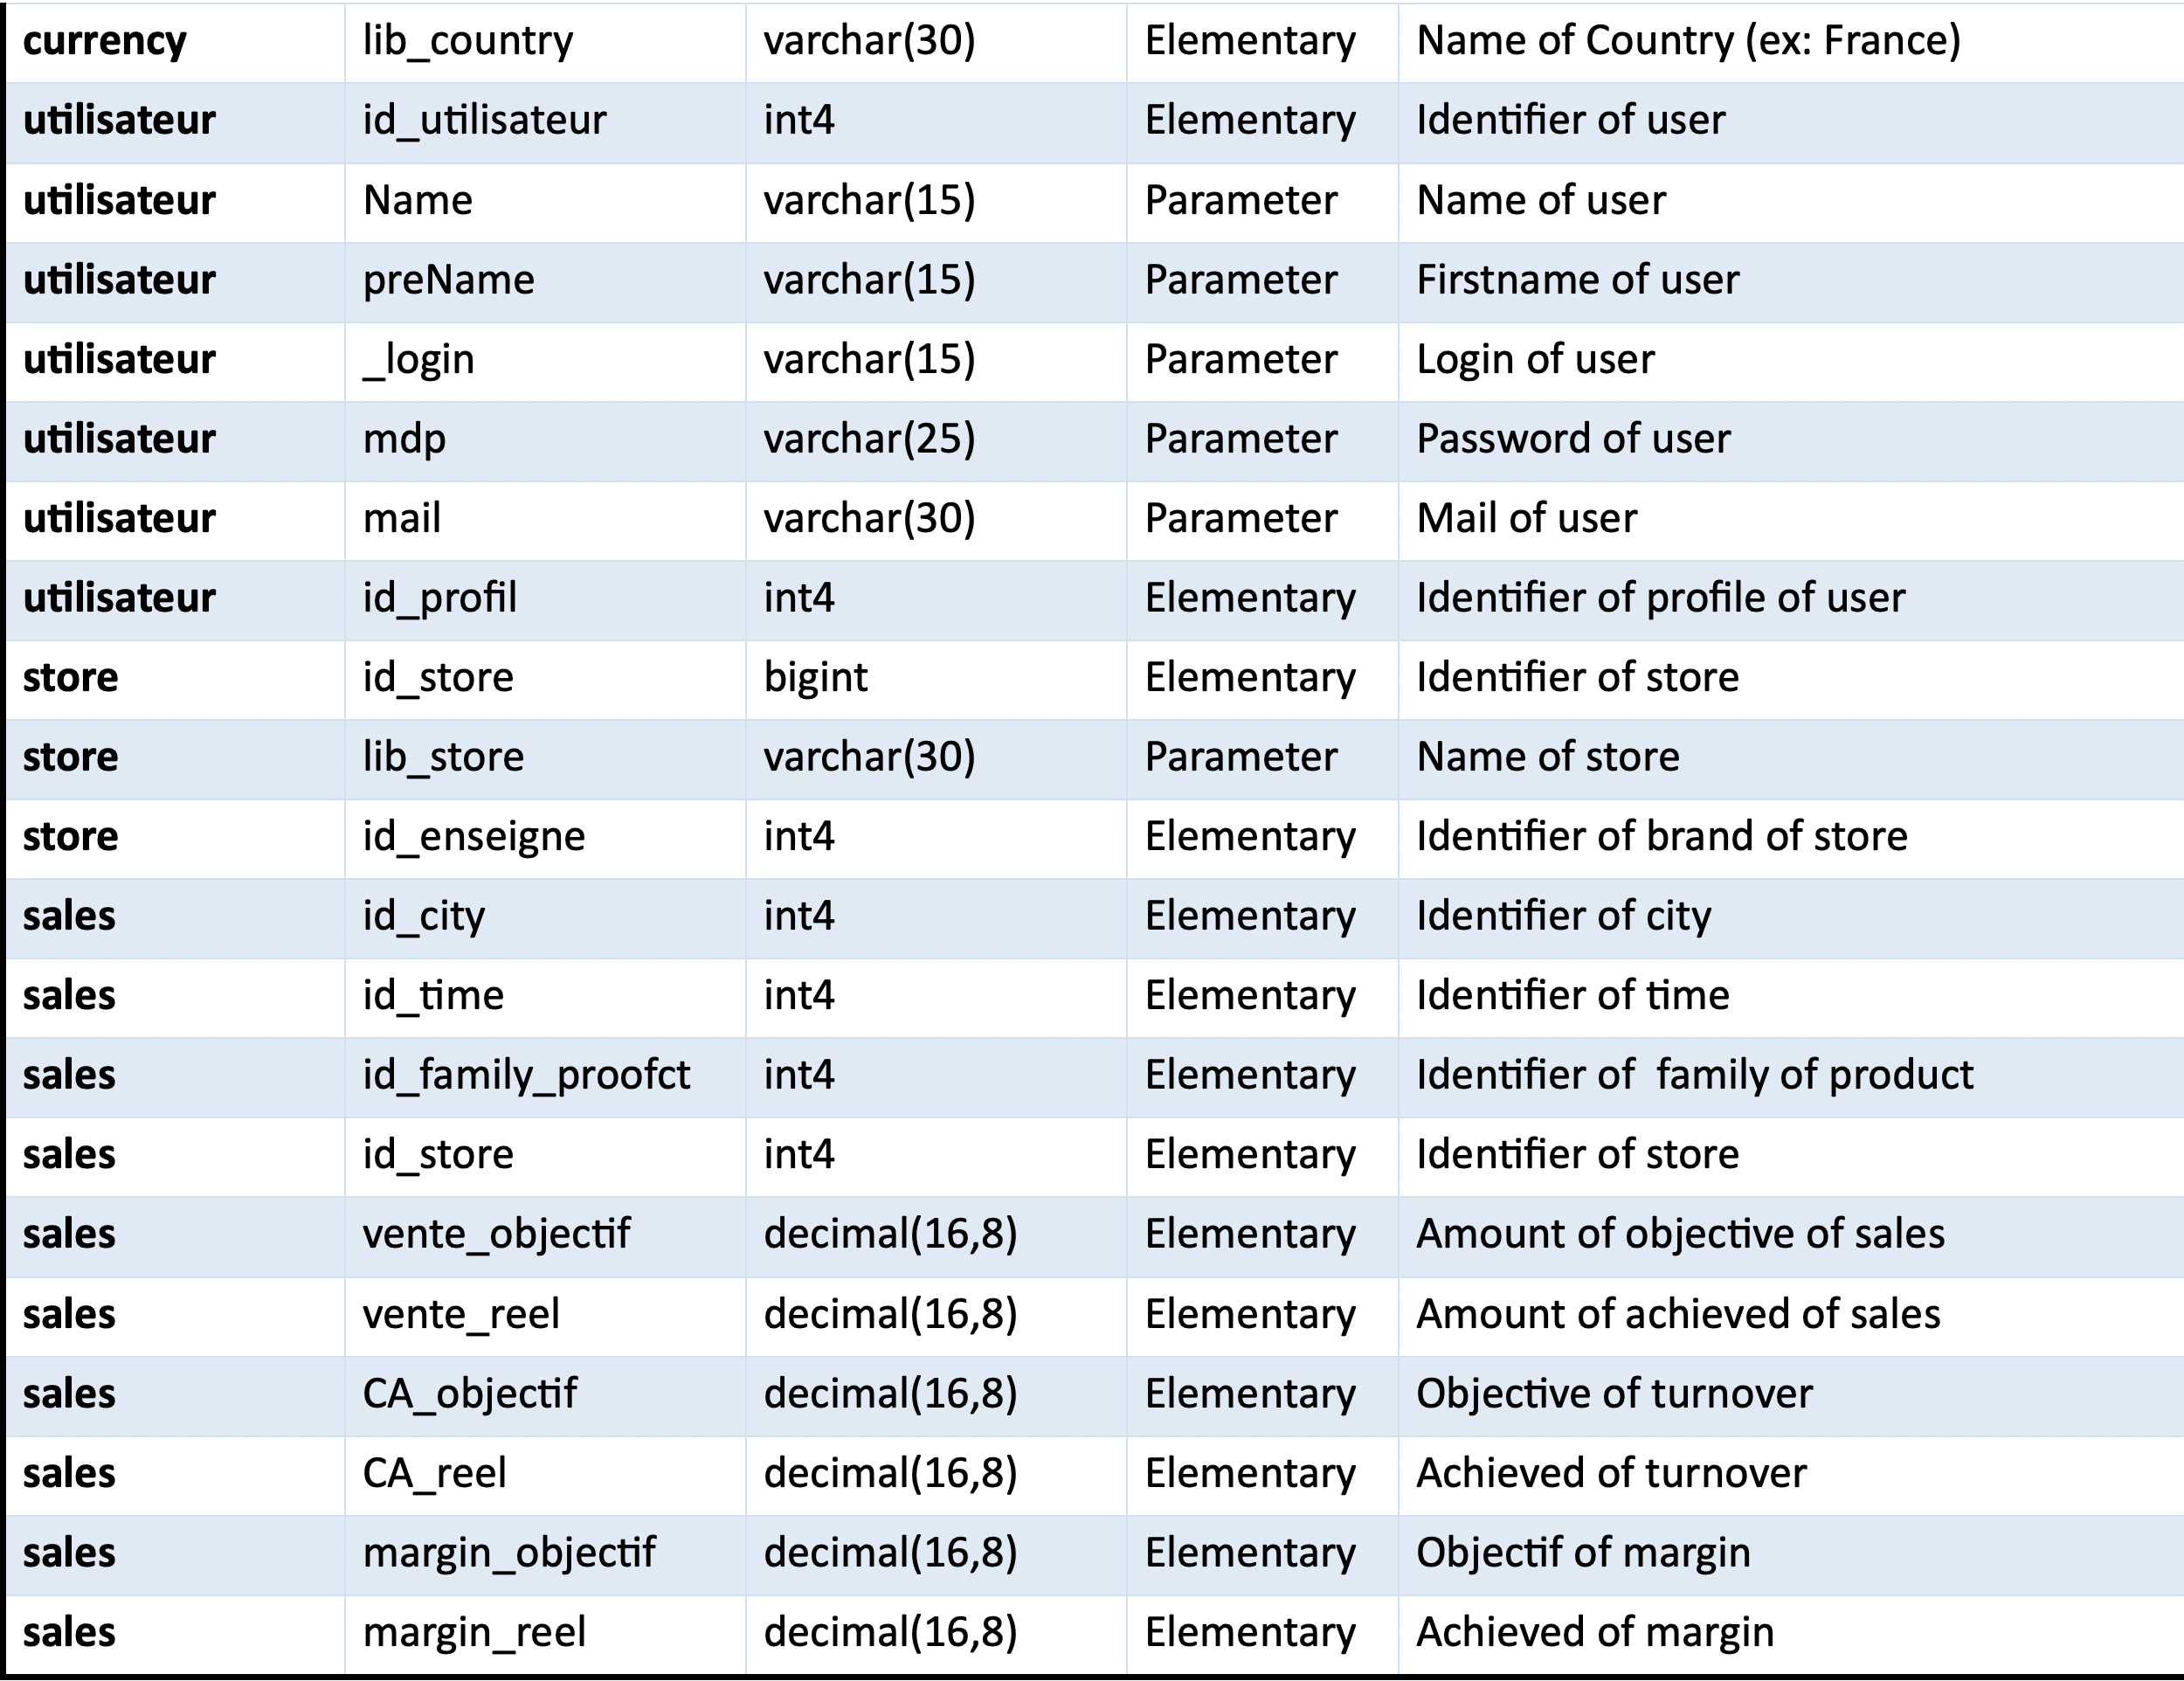 currency lib_country varchar(30) Elementary Name of Country (ex: France)
utilisateur id_utilisateur int4 Elementary Identifier of user
utilisateur Name varchar(15) Parameter Name of user
utilisateur preName varchar(15) Parameter Firstname of user
utilisateur _login varchar(15) Parameter Login of user
utilisateur mdp varchar(25) Parameter Password of user
utilisateur mail varchar(30) Parameter Mail of user
utilisateur id_profil int4 Elementary Identifier of profile of user
store id_store bigint Elementary Identifier of store
store lib_store varchar(30) Parameter Name of store
store id_enseigne int4 Elementary Identifier of brand of store
sales id_city int4 Elementary Identifier of city
sales id_time int4 Elementary Identifier of time
sales id_family_proofct int4 Elementary Identifier of family of product
sales id_store int4 Elementary Identifier of store
sales vente_objectif decimal(16,8) Elementary Amount of objective of sales
sales vente_reel decimal(16,8) Elementary Amount of achieved of sales
sales CA_objectif decimal(16,8) Elementary Objective of turnover
sales CA_reel decimal(16,8) Elementary Achieved of turnover
sales margin_objectif decimal(16,8) Elementary Objectif of margin
sales margin_reel decimal(16,8) Elementary Achieved of margin